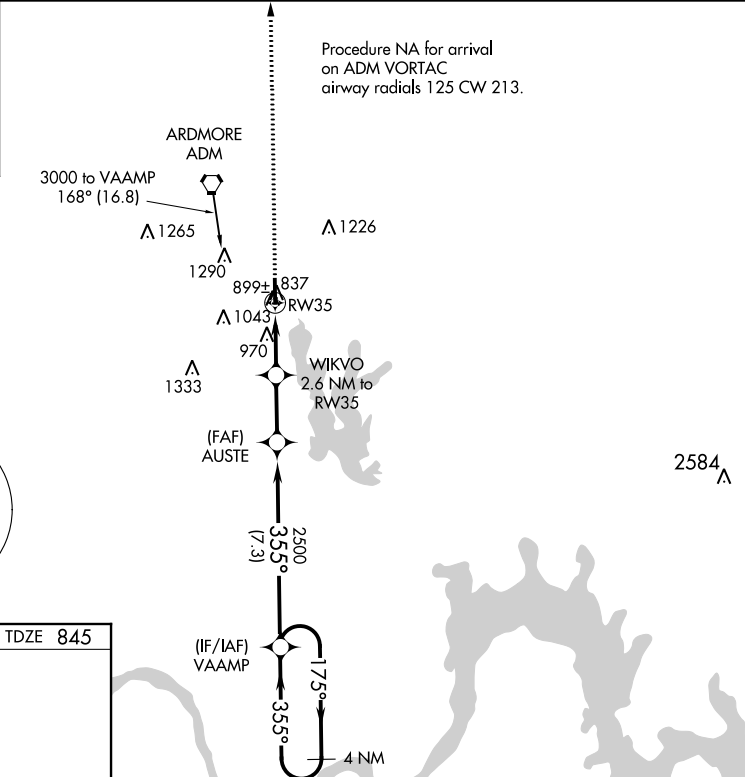 Procedure NA for arrival
on ADM VORTAC
airway radials 125 CW 213.
ARDMORE
ADM
3000 to VAAMP
168° (16.8)
1265
1226
1290
899± 837
RW35
1043
970
WIKVO
2.6 NM to
RW35
1333
(FAF)
AUSTE
2584
2500
355°
(7.3)
TDZE 845
(IF/IAF)
VAAMP
175°
355°
4 NM